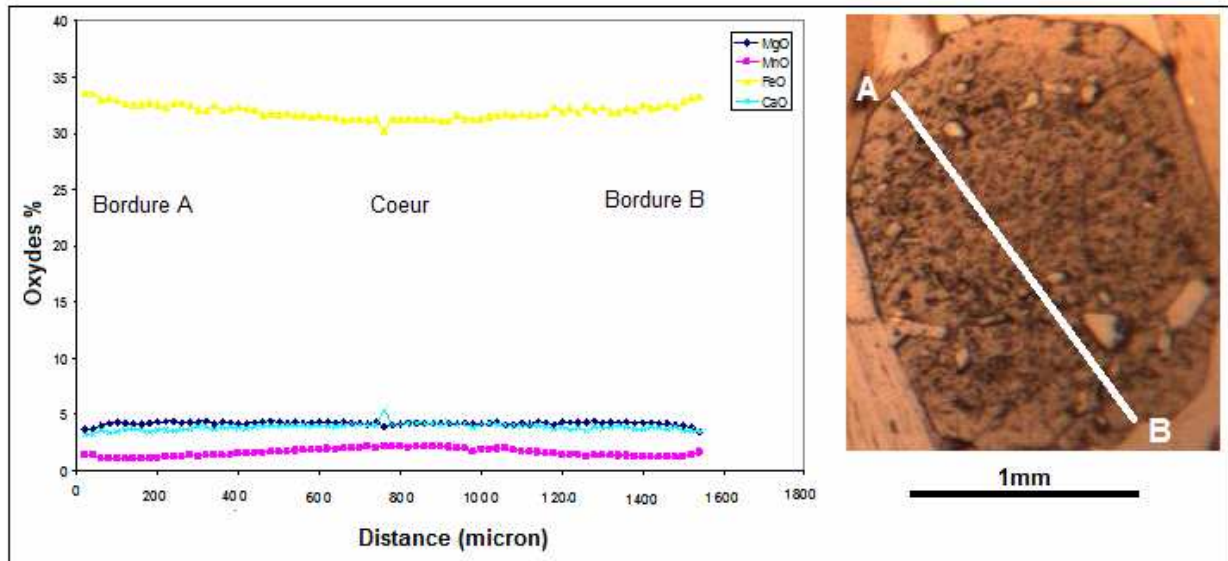 40
35
30
25
20
15
10
5
0
Oxydes %
MgO
MnO
FeO
CaO
Bordure A
Coeur
Bordure B
0 200 400 600 800 1000 1200 1400 1600 1800
Distance (micron)
A
B
1mm